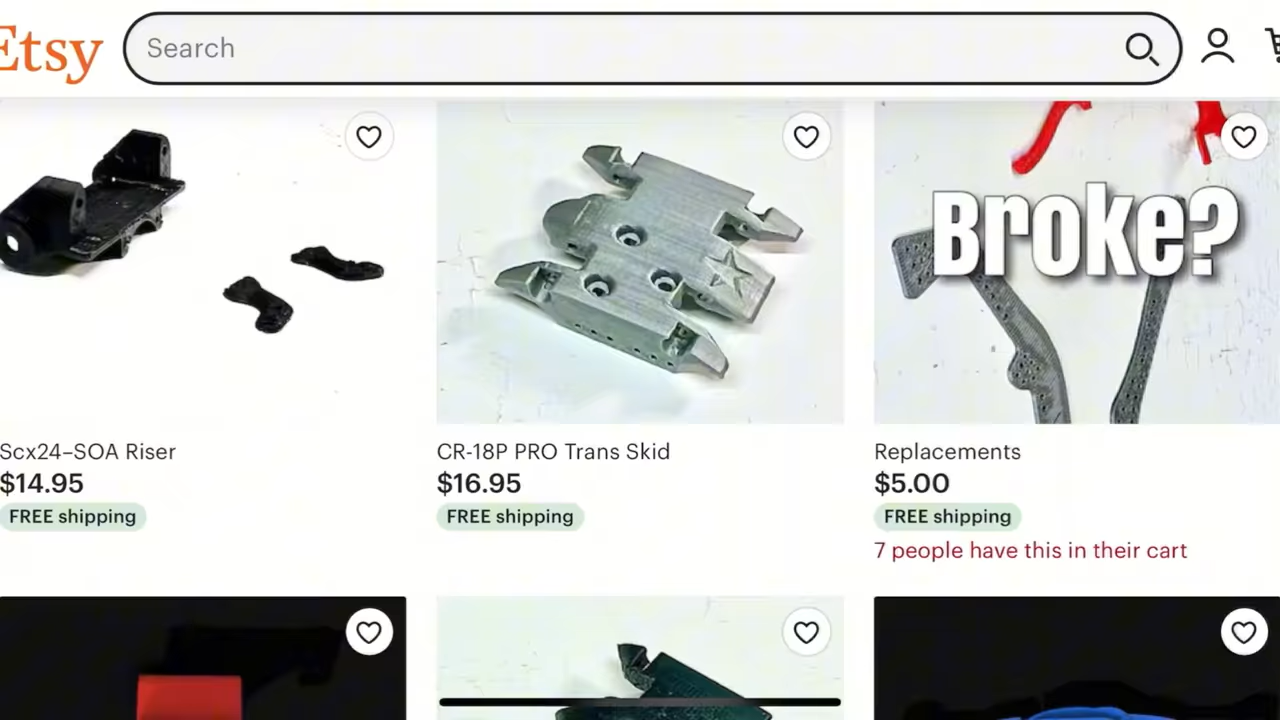 Etsy
Search
Broke?
Scx24–SOA Riser
CR-18P PRO Trans Skid
Replacements
$14.95
$16.95
$5.00
FREE shipping
FREE shipping
FREE shipping
7 people have this in their cart